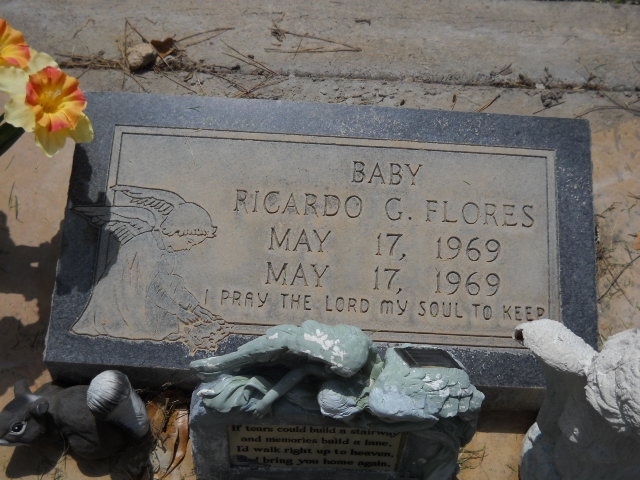 BABY
RICARDO G. FLORES
MAY 17, 1969
MAY 17, 1969
I PRAY THE LORD MY SOUL TO KEEP
If tears could build a stairway
and memories build a lane,
I'd walk right up to heaven,
And bring you home again.